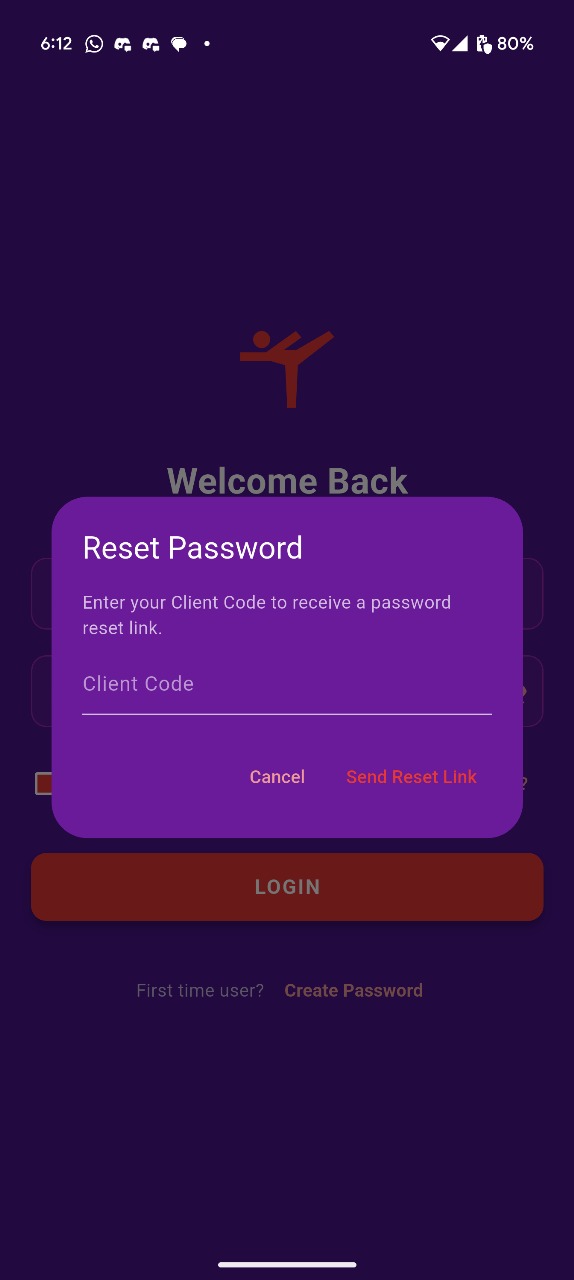 6:12
80%
Welcome Back
Reset Password
Enter your Client Code to receive a password
reset link.
Client Code
Cancel
Send Reset Link
?
LOGIN
First time user?
Create Password